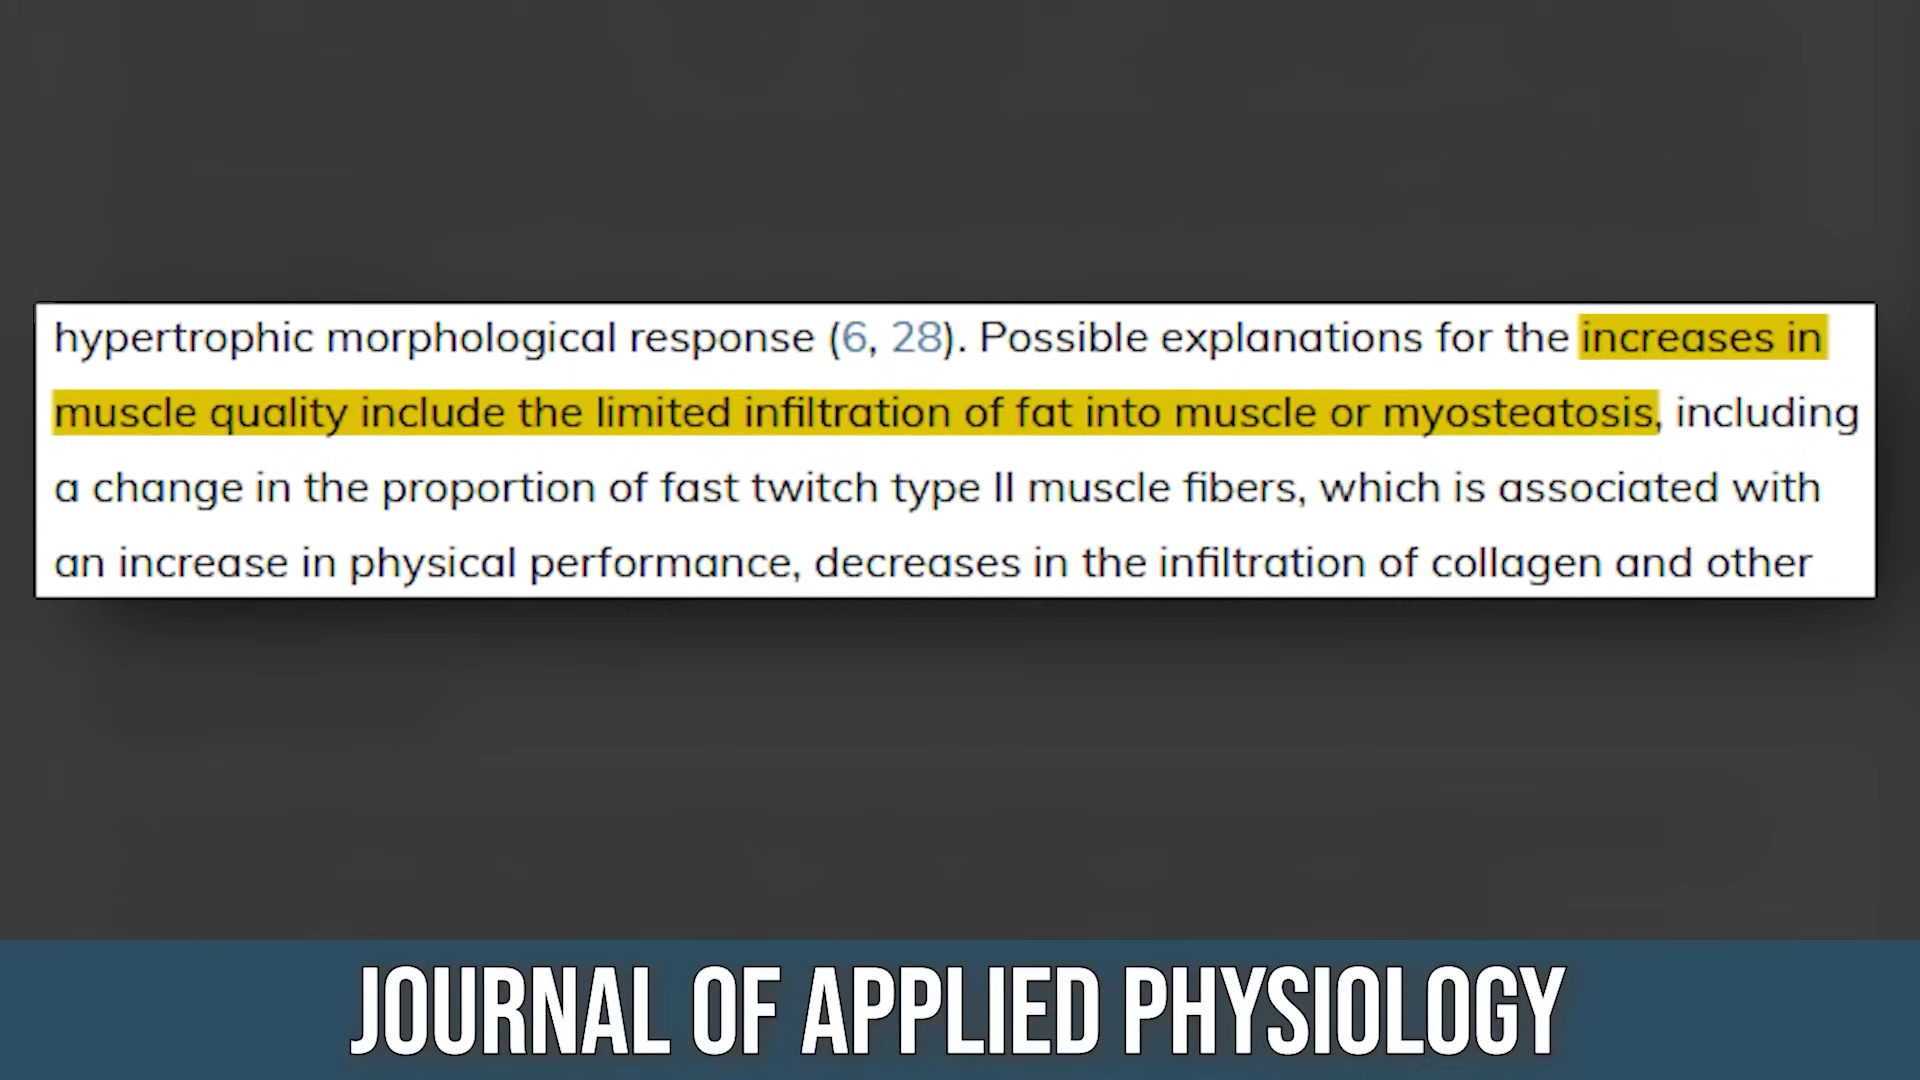 hypertrophic morphological response (6, 28). Possible explanations for the increases in
muscle quality include the limited infiltration of fat into muscle or myosteatosis, including
a change in the proportion of fast twitch type II muscle fibers, which is associated with
an increase in physical performance, decreases in the infiltration of collagen and other
JOURNAL OF APPLIED PHYSIOLOGY